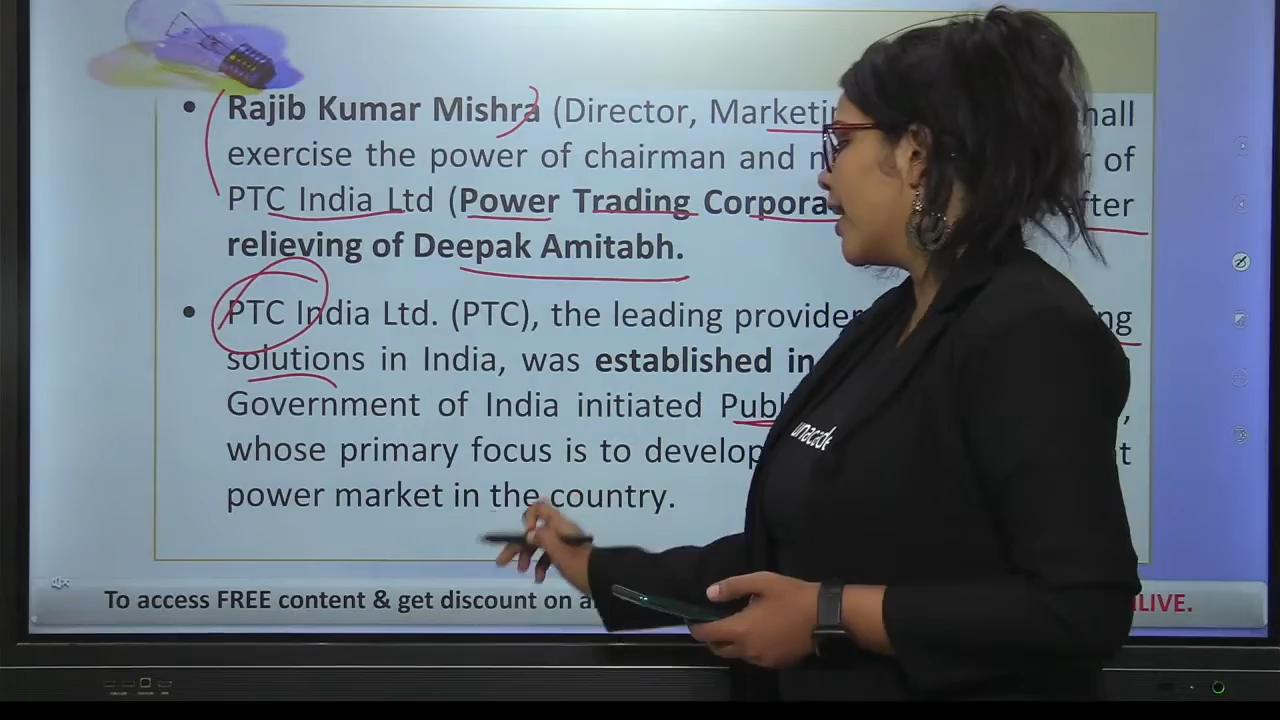 • Rajib Kumar Mishra (Director, Marketin hall
exercise the power of chairman and m r of
PTC India Ltd (Power Trading Corpora fter
relieving of Deepak Amitabh.
• PTC India Ltd. (PTC), the leading provider ng
solutions in India, was established in
Government of India initiated Publ ,
whose primary focus is to develop t
power market in the country.
To access FREE content & get discount on a LIVE.
unacade